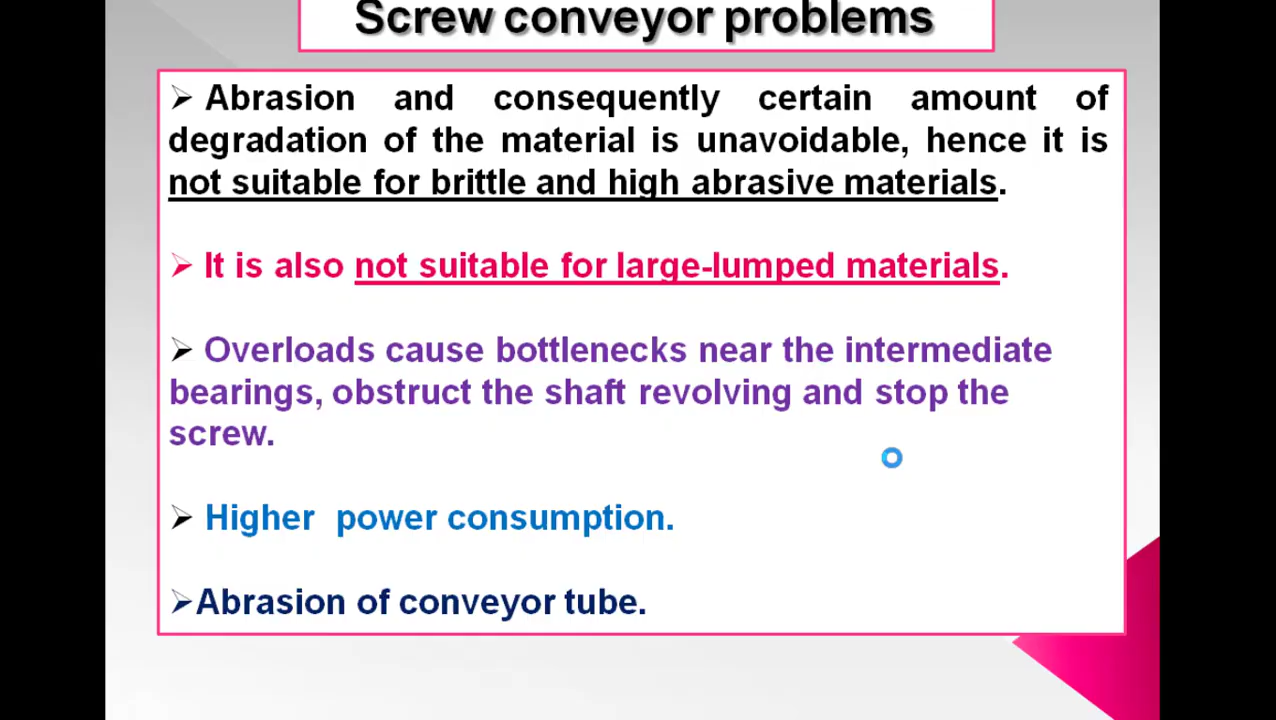 Screw conveyor problems
➢ Abrasion and consequently certain amount of
degradation of the material is unavoidable, hence it is
not suitable for brittle and high abrasive materials.
➢ It is also not suitable for large-lumped materials.
➢ Overloads cause bottlenecks near the intermediate
bearings, obstruct the shaft revolving and stop the
screw.
➢ Higher power consumption.
➢Abrasion of conveyor tube.